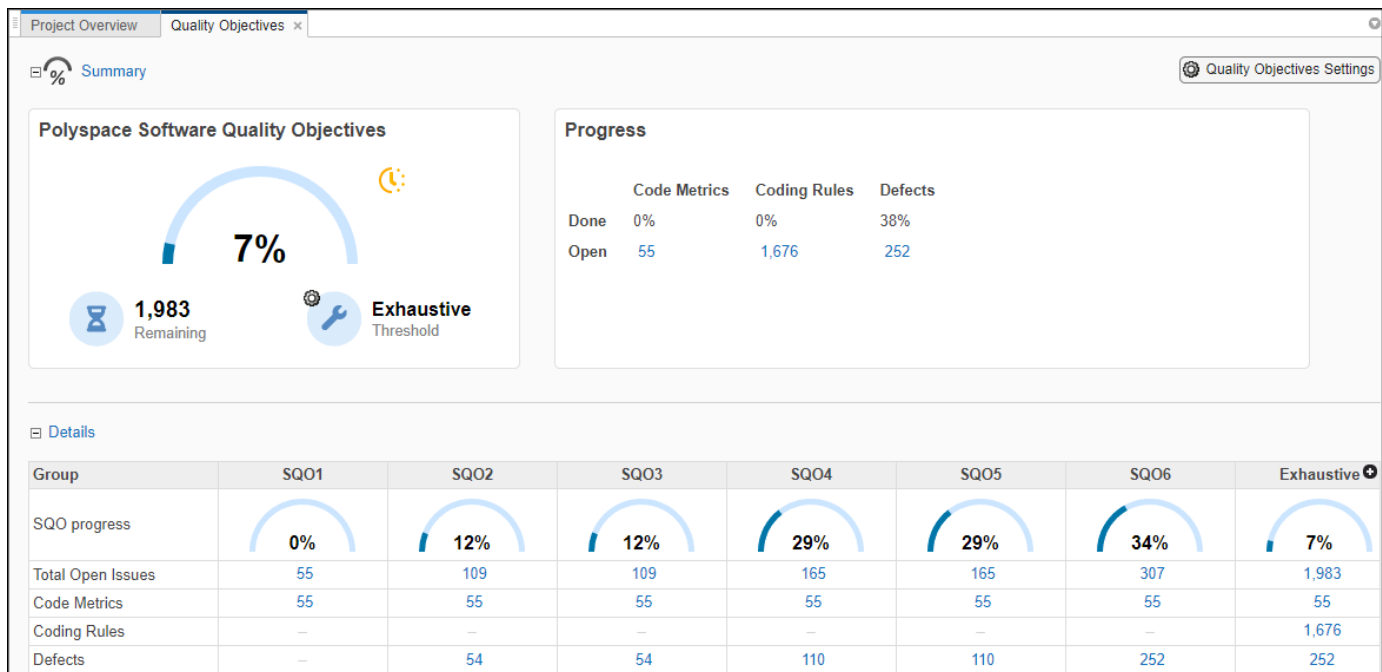 Project Overview Quality Objectives ×
% Summary Quality Objectives Settings
Polyspace Software Quality Objectives
7%
1,983
Remaining
Exhaustive
Threshold
Progress
Code Metrics Coding Rules Defects
Done 0% 0% 38%
Open 55 1,676 252
Details
Group SQO1 SQO2 SQO3 SQO4 SQO5 SQO6 Exhaustive
SQO progress 0% 12% 12% 29% 29% 34% 7%
Total Open Issues 55 109 109 165 165 307 1,983
Code Metrics 55 55 55 55 55 55 55
Coding Rules – – – – – – 1,676
Defects – 54 54 110 110 252 252